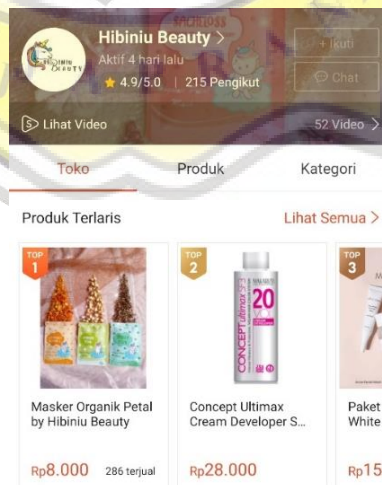 Hibiniu Beauty >
Aktif 4 hari lalu
4.9/5.0 | 215 Pengikut
+ Ikuti
Chat
Lihat Video
52 Video >
Toko
Produk
Kategori
Produk Terlaris
Lihat Semua >
TOP
1
TOP
2
TOP
3
CONCEPT Ultimax
20
Masker Organik Petal
by Hibiniu Beauty
Rp8.000
286 terjual
Concept Ultimax
Cream Developer S...
Rp28.000
Paket
White
Rp15